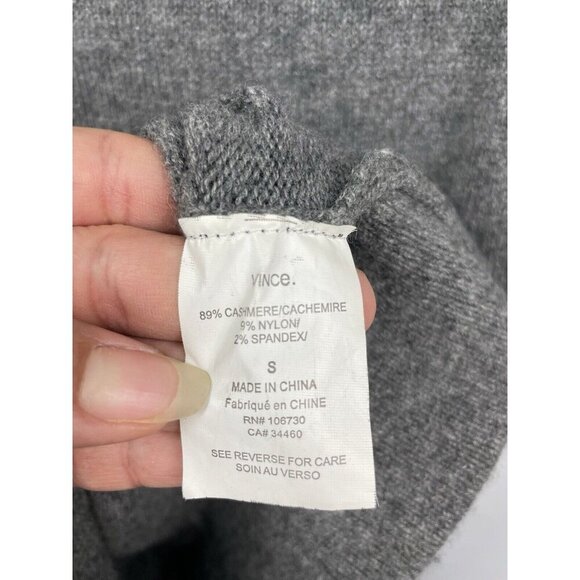 VINCe.
89% CASHMERE/CACHEMIRE
9% NYLON/
2% SPANDEX/
S
MADE IN CHINA
Fabriqué en CHINE
RN# 106730
CA# 34460
SEE REVERSE FOR CARE
SOIN AU VERSO